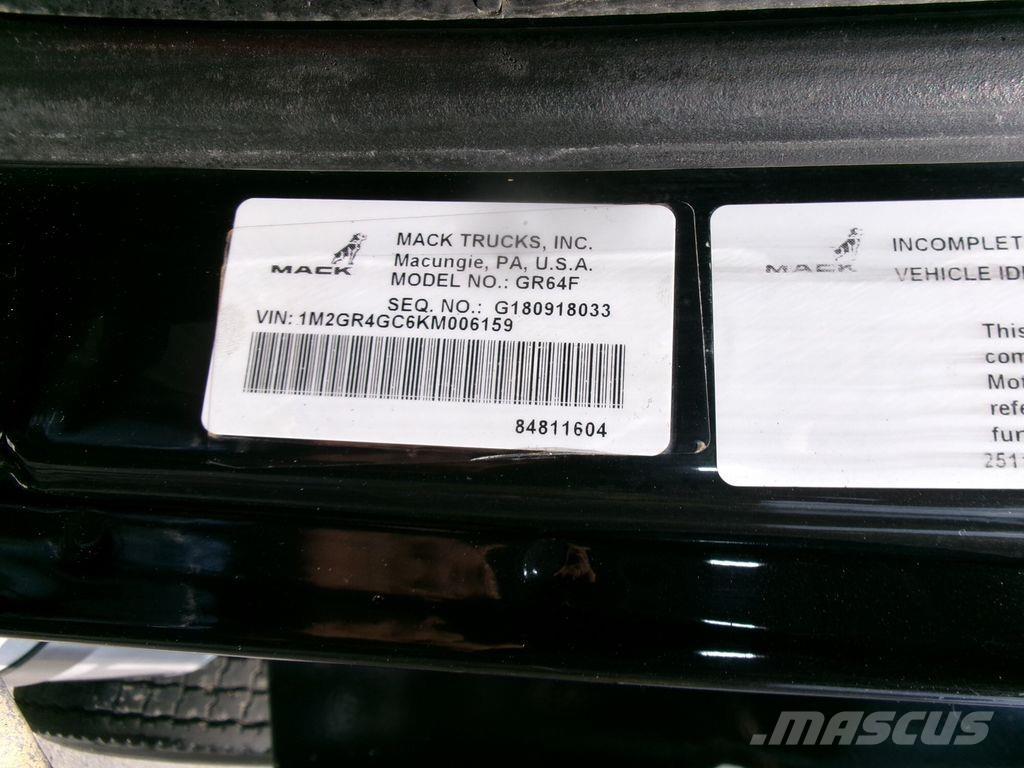 MACK
MACK TRUCKS, INC.
Macungie, PA, U.S.A.
MODEL NO.: GR64F
SEQ. NO.: G180918033
VIN: 1M2GR4GC6KM006159
84811604
MACK
INCOMPLET
VEHICLE IDE
This
com
Mot
refe
fun
251
MASCUS